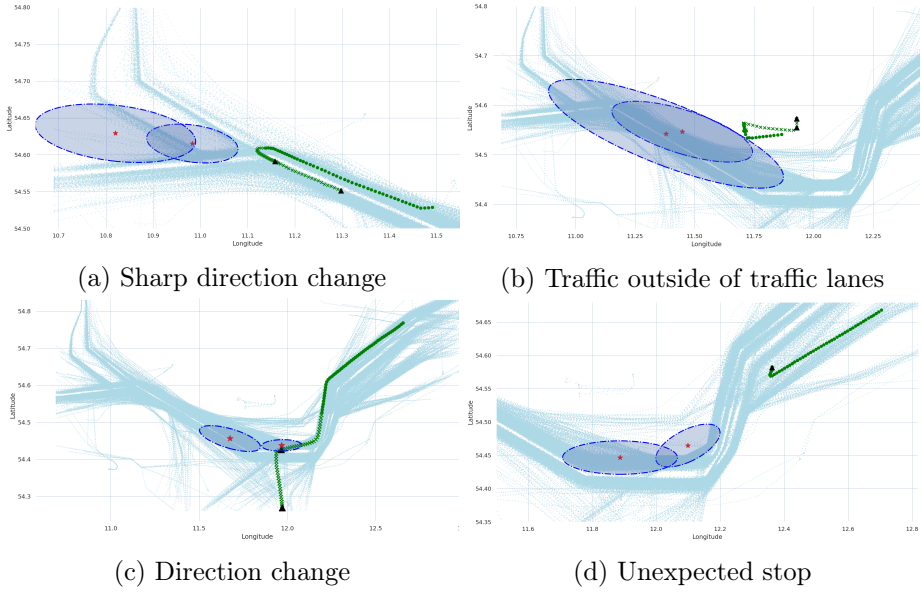 54.80
54.75
54.70
54.65
54.60
54.55
54.50
Latitude
10.7 10.8 10.9 11.0 11.1 11.2 11.3 11.4 11.5
Longitude
(a) Sharp direction change
54.8
54.7
54.6
54.5
54.4
Latitude
10.75 11.00 11.25 11.50 11.75 12.00 12.25
Longitude
(b) Traffic outside of traffic lanes
54.8
54.7
54.6
54.5
54.4
54.3
Latitude
11.0 11.5 12.0 12.5
Longitude
(c) Direction change
54.65
54.60
54.55
54.50
54.45
54.40
54.35
Latitude
11.6 11.8 12.0 12.2 12.4 12.6 12.8
Longitude
(d) Unexpected stop